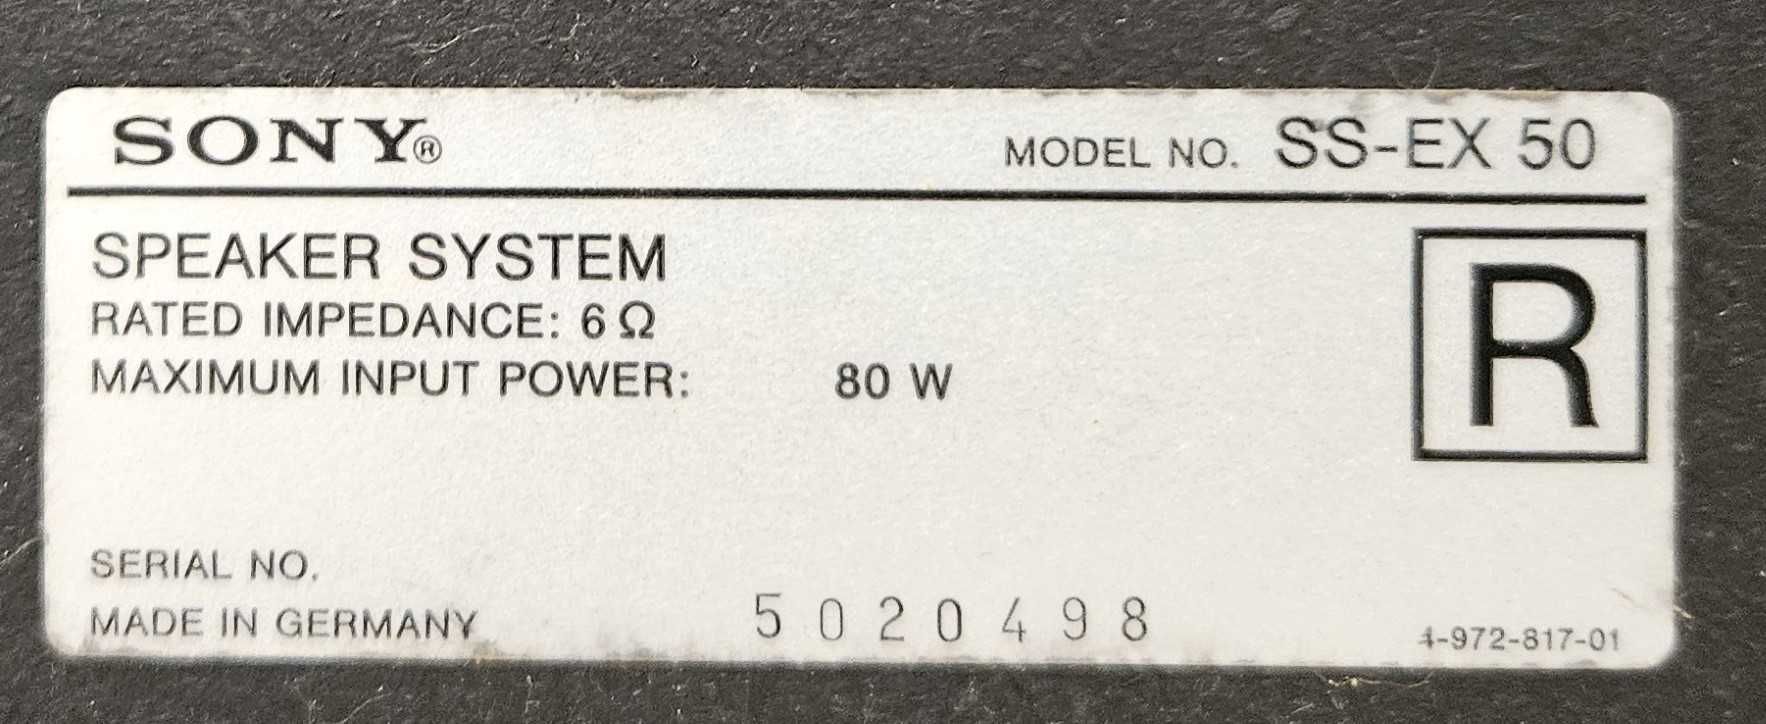 SONY®
MODEL NO. SS-EX 50
SPEAKER SYSTEM
RATED IMPEDANCE: 6 Ω
MAXIMUM INPUT POWER: 80 W
R
SERIAL NO.
MADE IN GERMANY
5020498
4-972-817-01